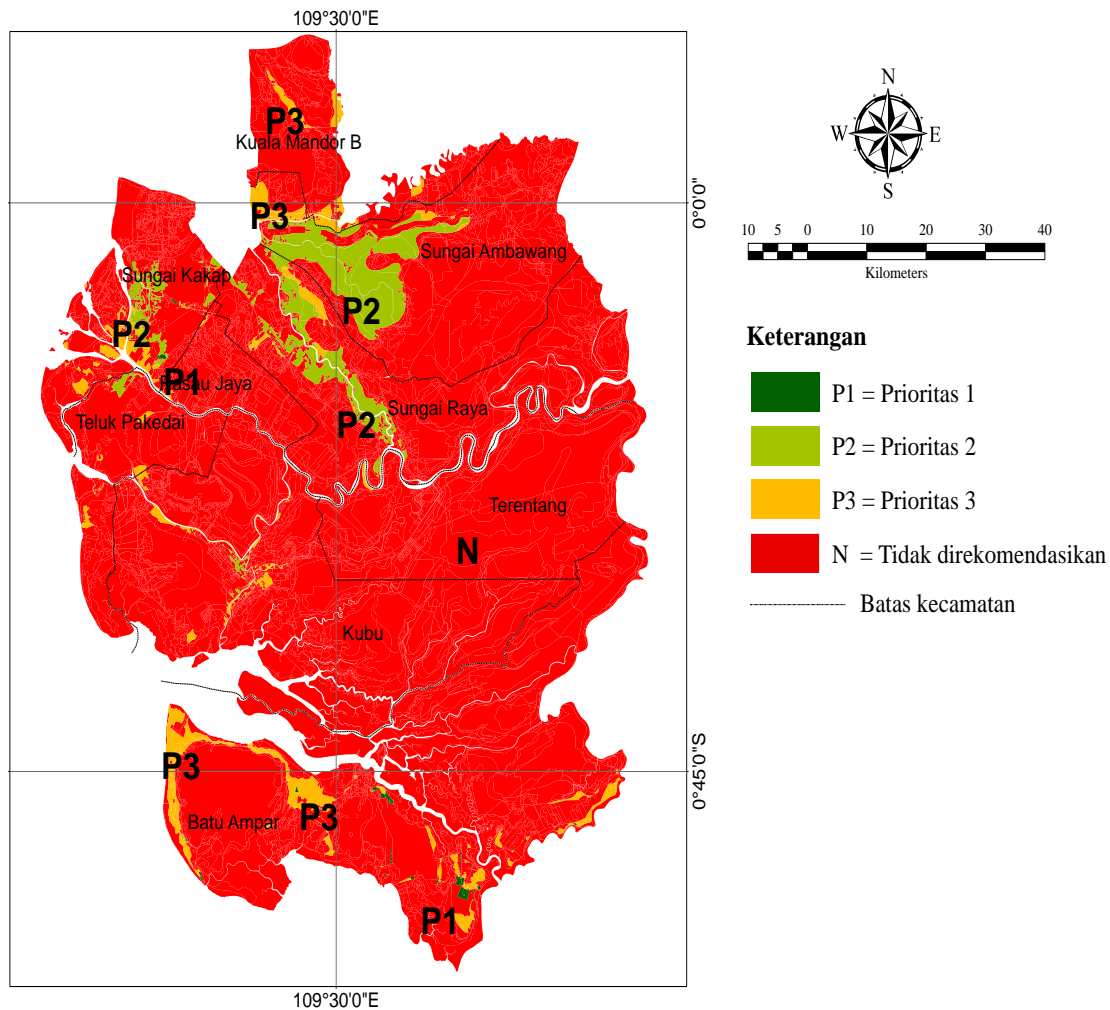 109°30'0"E
P3
Kuala Mandor B
P3
0°0'0"
Sungai Ambawang
Sungai Kakap
P2
P2
P1
Rasau Jaya
Teluk Pakedai
Sungai Raya
P2
Terentang
N
Kubu
0°45'0"S
P3
P3
Batu Ampar
P1
109°30'0"E
N
W E
S
10 5 0 10 20 30 40
Kilometers
Keterangan
P1 = Prioritas 1
P2 = Prioritas 2
P3 = Prioritas 3
N = Tidak direkomendasikan
Batas kecamatan